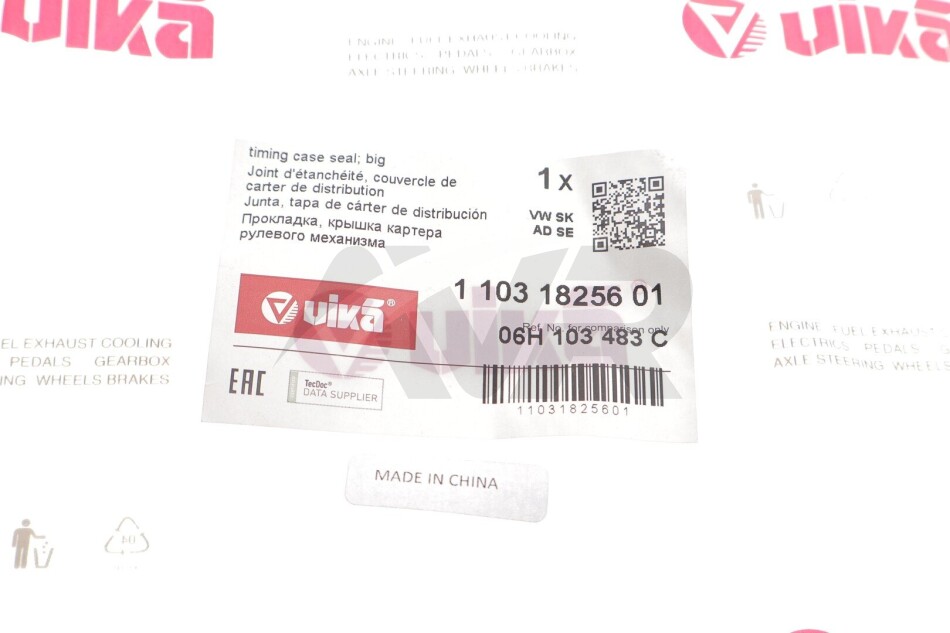 vika
vika
ENGINE FUEL EXHAUST COOLING
ELECTRICS PEDALS GEARBOX
AXLE STEERING WHEELS BRAKES
timing case seal; big
Joint d'étanchéité, couvercle de
carter de distribution
Junta, tapa de cárter de distribución
Прокладка, крышка картера
рулевого механизма
1 x
VW SK
AD SE
vika®
1 103 18256 01
Ref. No. for comparison only
06H 103 483 C
EAC
TecDoc®
DATA SUPPLIER
11031825601
FUEL EXHAUST COOLING
PEDALS GEARBOX
WHEELS BRAKES
ENGINE FUEL EXHAUST
ELECTRICS PEDALS
AXLE STEERING WHEELS
MADE IN CHINA